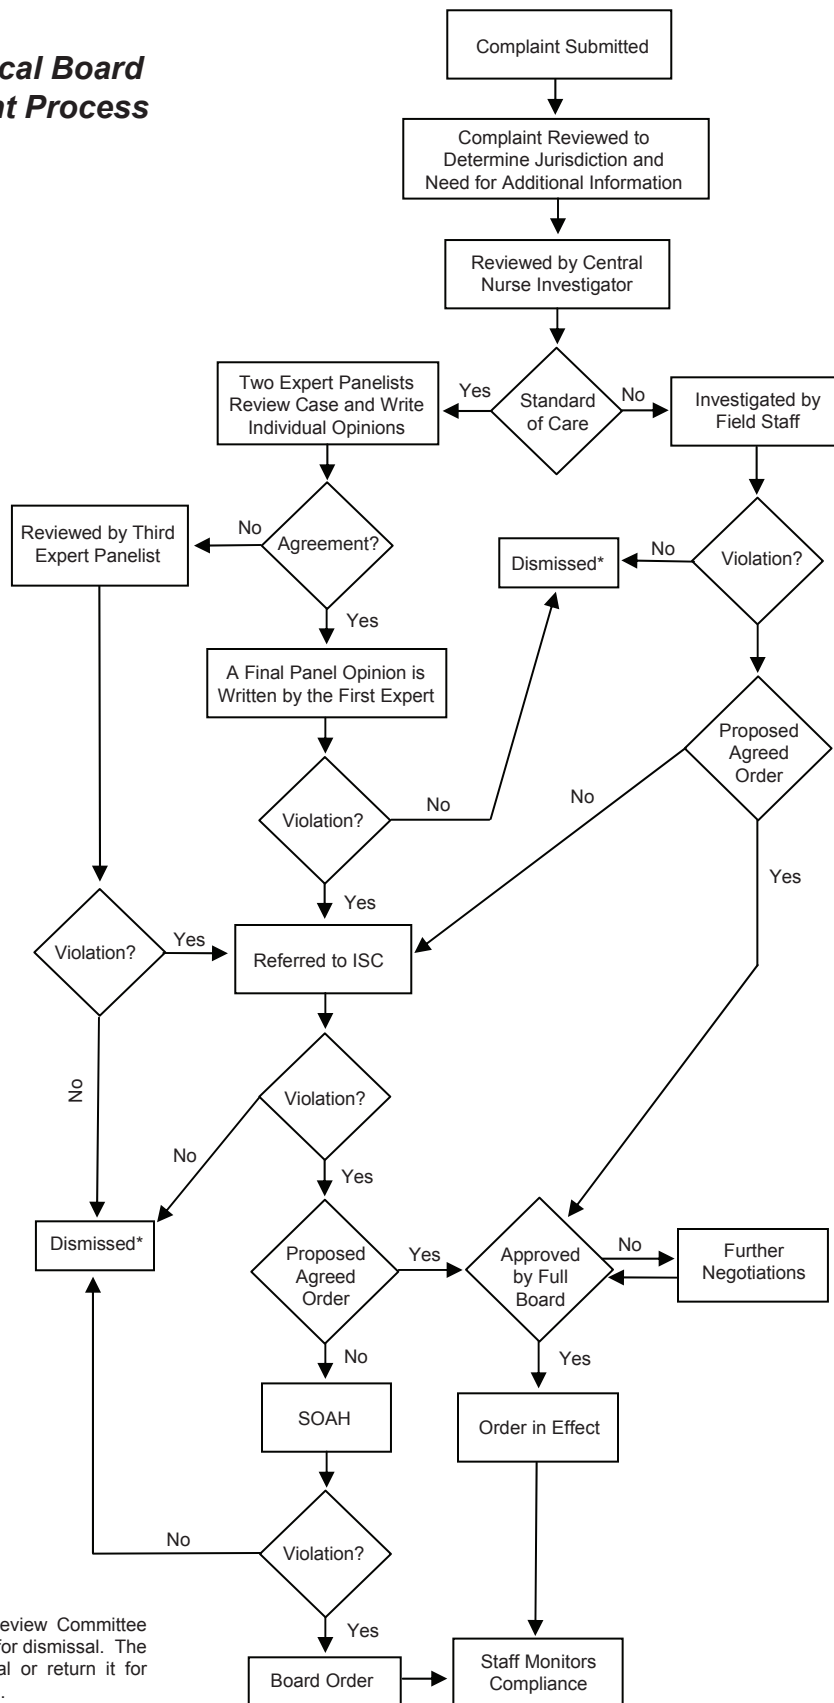 cal Board
nt Process
Complaint Submitted
Complaint Reviewed to
Determine Jurisdiction and
Need for Additional Information
Reviewed by Central
Nurse Investigator
Two Expert Panelists
Review Case and Write
Individual Opinions
Yes
Standard
of Care
No
Investigated by
Field Staff
Reviewed by Third
Expert Panelist
No
Agreement?
Dismissed*
No
Violation?
Yes
A Final Panel Opinion is
Written by the First Expert
Proposed
Agreed
Order
Violation?
No
No
Yes
Yes
Violation?
Yes
Referred to ISC
No
Violation?
No
Yes
Dismissed*
Proposed
Agreed
Order
Yes
Approved
by Full
Board
No
Further
Negotiations
No
Yes
SOAH
Order in Effect
No
Violation?
Yes
eview Committee
for dismissal. The
al or return it for
.
Board Order
Staff Monitors
Compliance